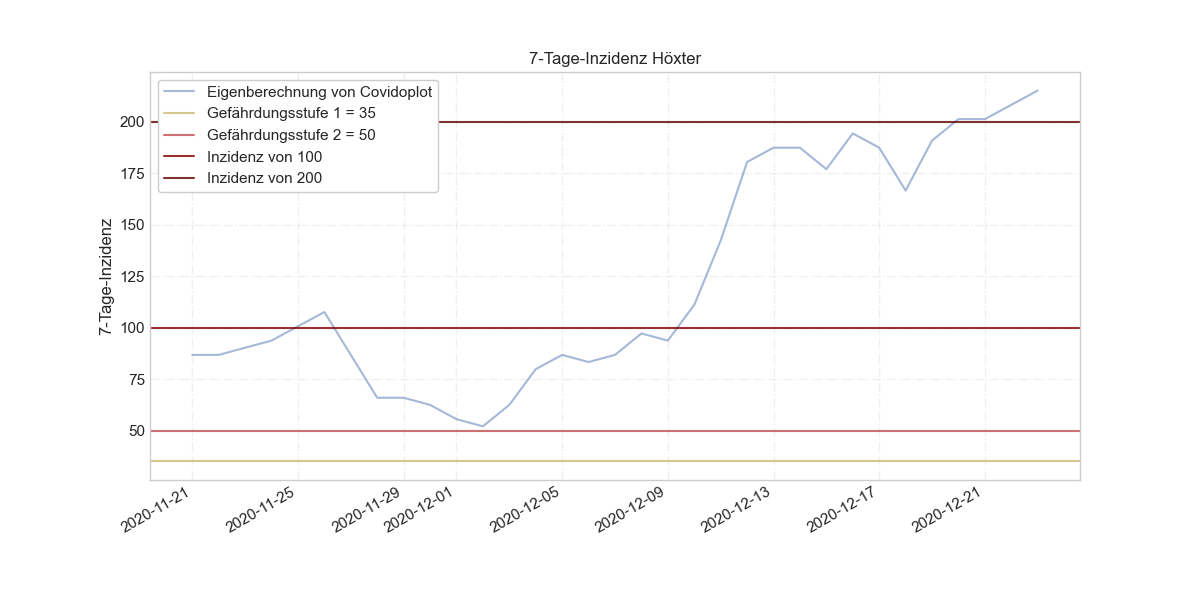 7-Tage-Inzidenz Höxter
Eigenberechnung von Covidoplot
Gefährdungsstufe 1 = 35
Gefährdungsstufe 2 = 50
Inzidenz von 100
Inzidenz von 200
7-Tage-Inzidenz
200
175
150
125
100
75
50
2020-11-21
2020-11-25
2020-11-29
2020-12-01
2020-12-05
2020-12-09
2020-12-13
2020-12-17
2020-12-21